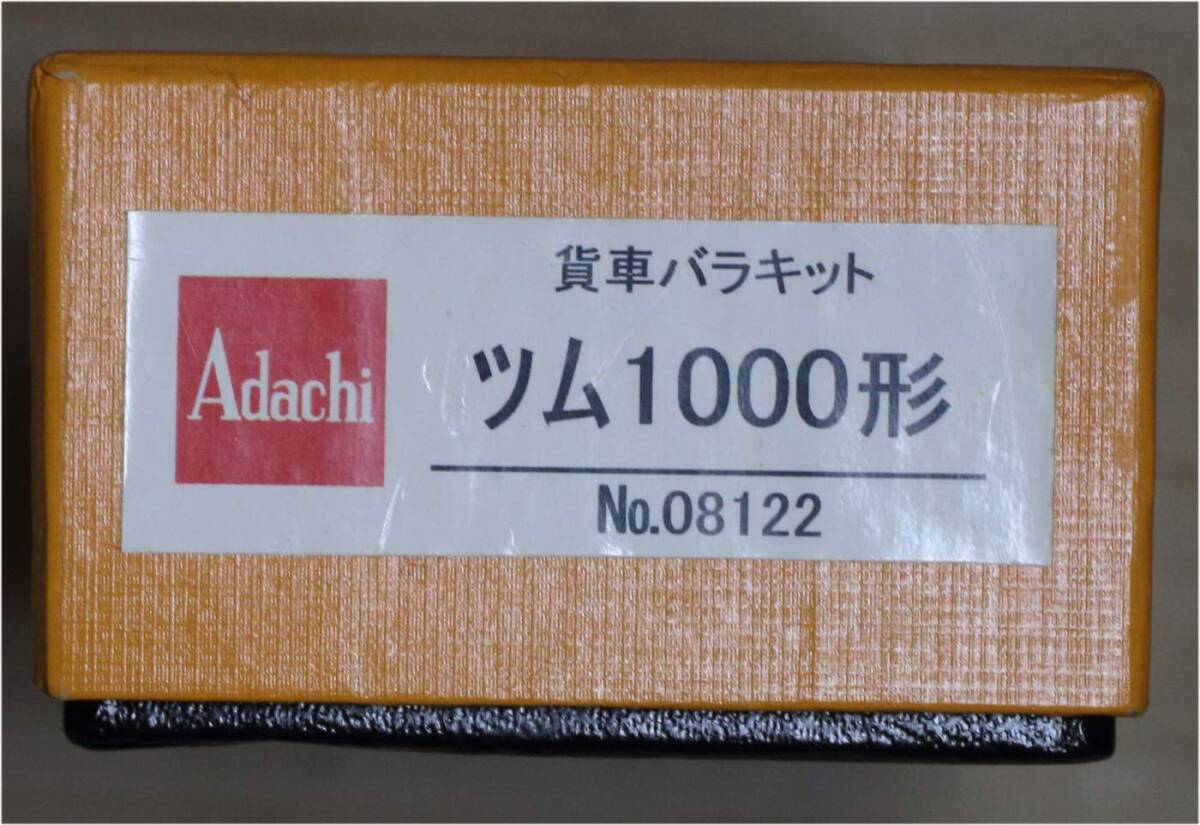 Adachi
貨車バラキット
ツム1000形
No.08122